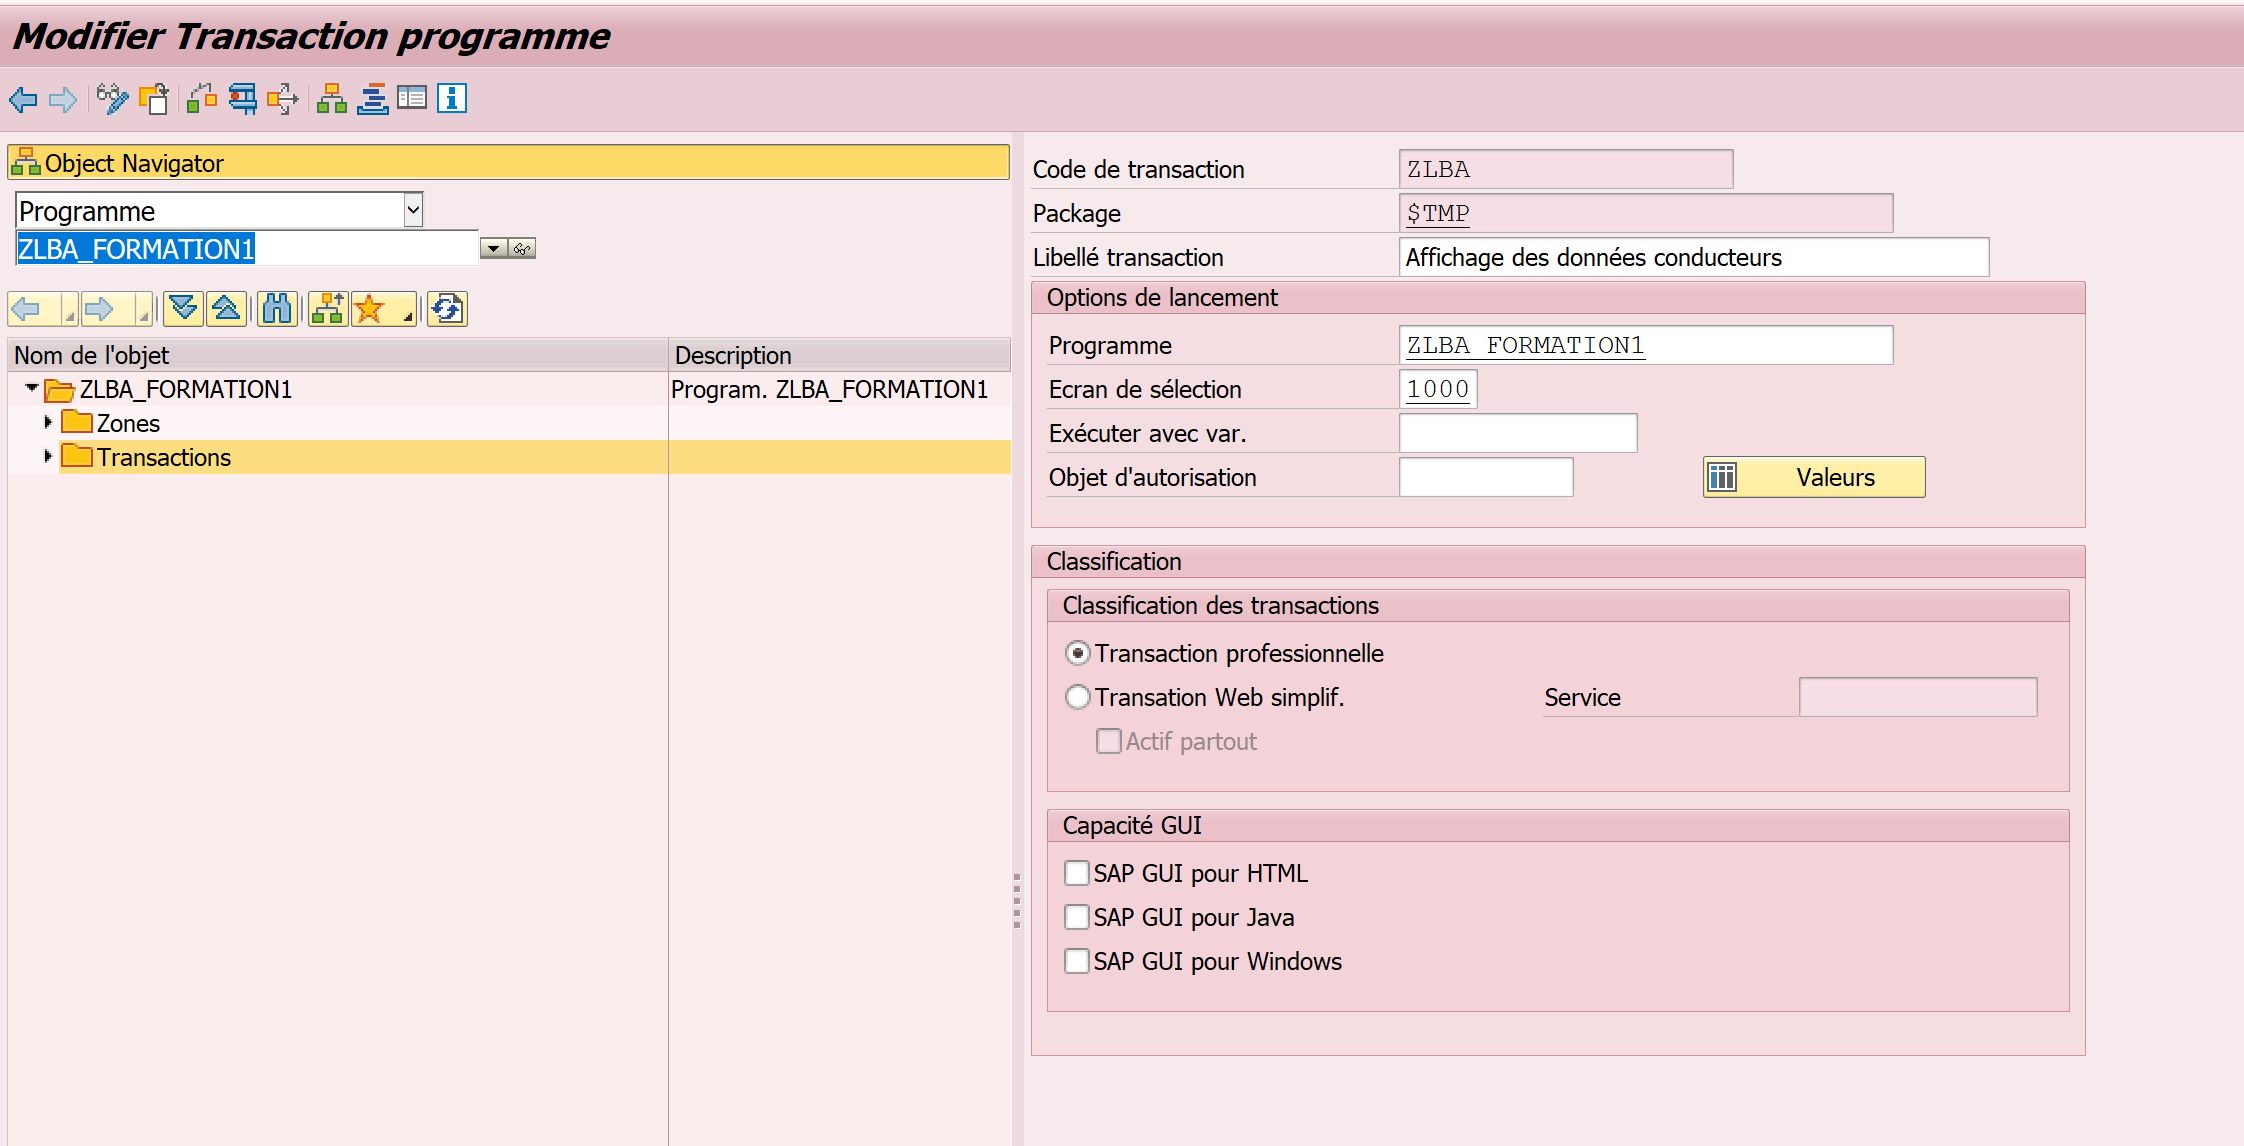 Modifier Transaction programme
Object Navigator
Programme
ZLBA_FORMATION1
Nom de l'objet Description
ZLBA_FORMATION1 Program. ZLBA_FORMATION1
Zones
Transactions
Code de transaction ZLBA
Package $TMP
Libellé transaction Affichage des données conducteurs
Options de lancement
Programme ZLBA_FORMATION1
Ecran de sélection 1000
Exécuter avec var.
Objet d'autorisation Valeurs
Classification
Classification des transactions
Transaction professionnelle
Transation Web simplif. Service
Actif partout
Capacité GUI
SAP GUI pour HTML
SAP GUI pour Java
SAP GUI pour Windows